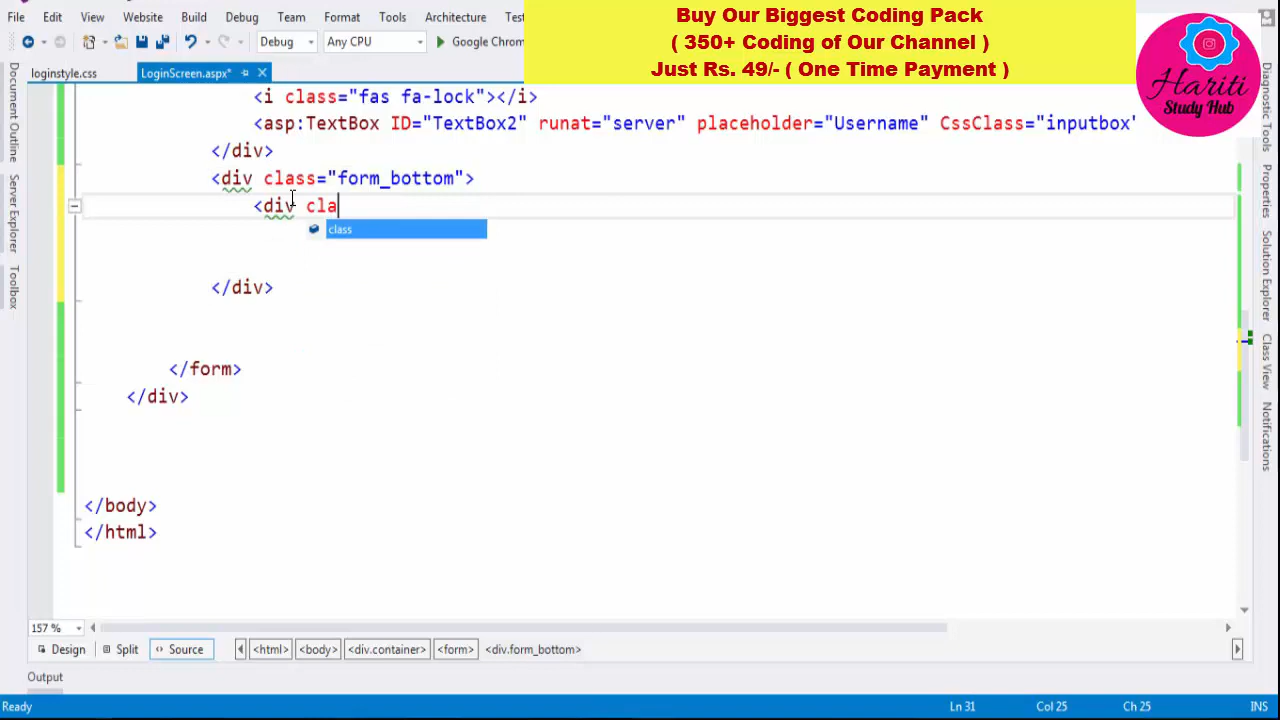 File Edit View Website Build Debug Team Format Tools Architecture
Buy Our Biggest Coding Pack
( 350+ Coding of Our Channel )
Just Rs. 49/- ( One Time Payment )
Hariti
Study Hub
Debug Any CPU Google Chrom
loginstyle.css LoginScreen.aspx*
<i class="fas fa-lock"></i>
<asp:TextBox ID="TextBox2" runat="server" placeholder="Username" CssClass="inputbox"
</div>
<div class="form_bottom">
<div cla
class
</div>
</form>
</div>
</body>
</html>
Document Outline
Server Explorer
Toolbox
Diagnostic Tools
Properties
Solution Explorer
Class View
Notifications
157 %
Design Split Source <html> <body> <div.container> <form> <div.form_bottom>
Output
Ready Ln 31 Col 25 Ch 25 INS